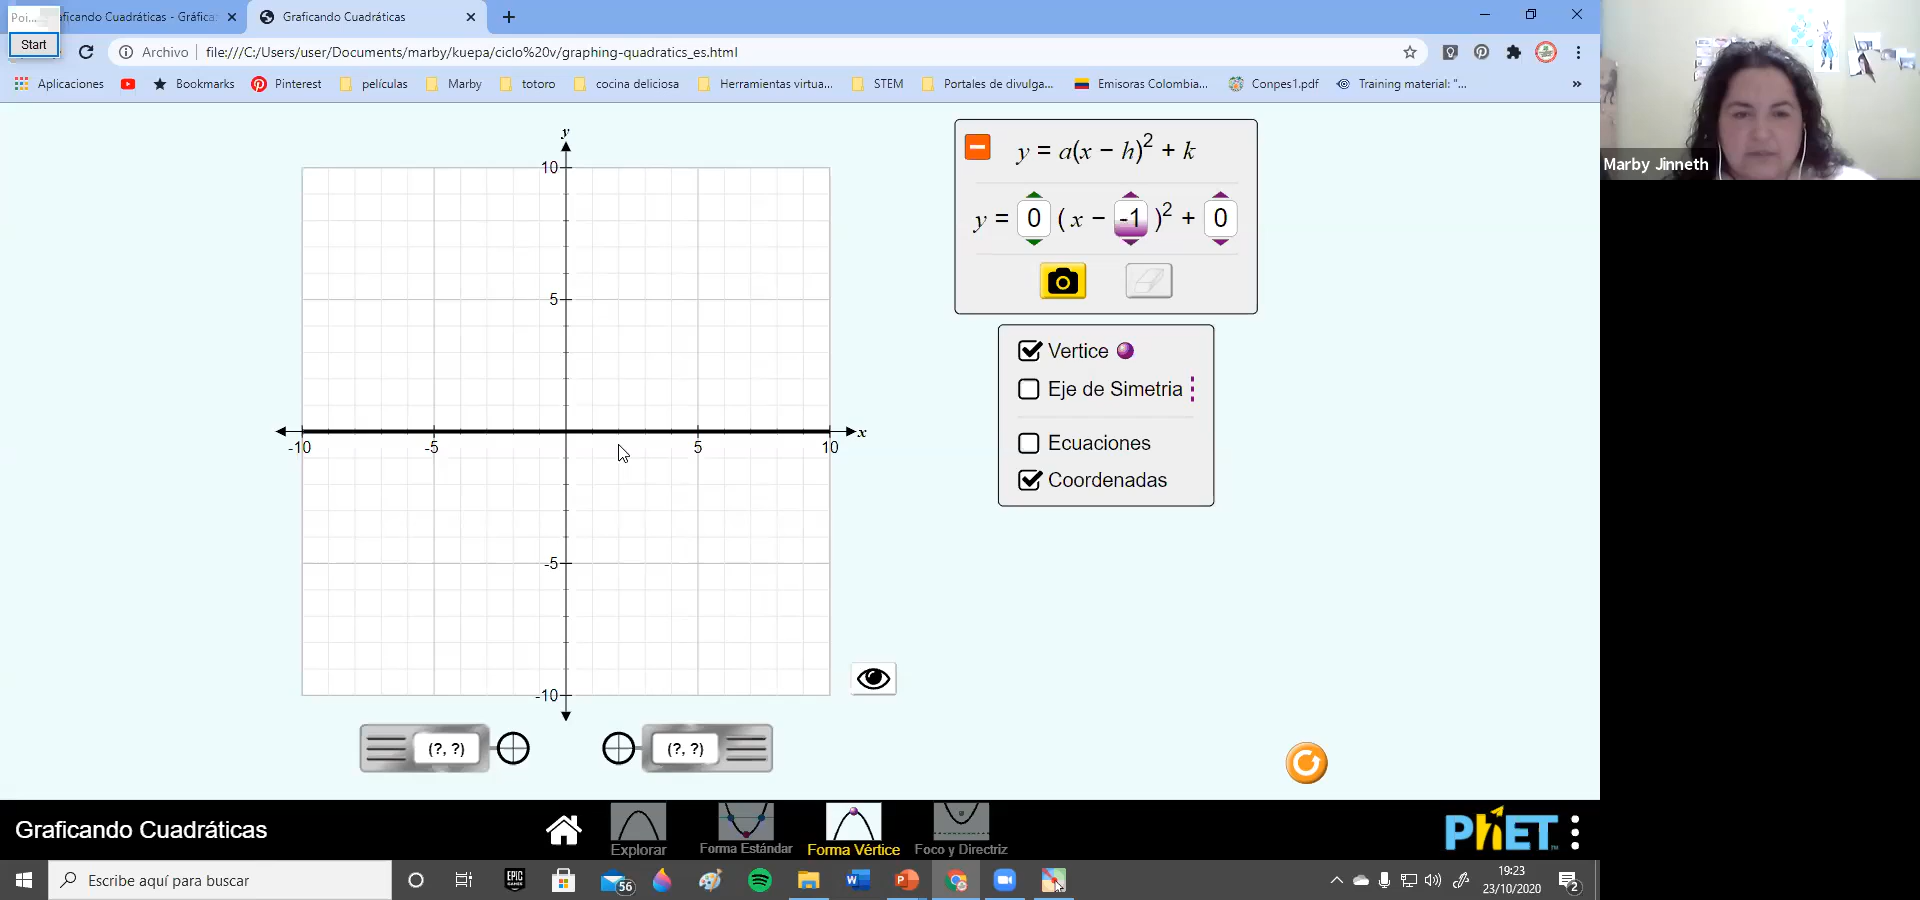 Poi...
Start
aficando Cuadráticas - Gráfica
Graficando Cuadráticas
Archivo
file:///C:/Users/user/Documents/marby/kuepa/ciclo%20v/graphing-quadratics_es.html
Aplicaciones
Bookmarks
Pinterest
películas
Marby
totoro
cocina deliciosa
Herramientas virtua...
STEM
Portales de divulga...
Emisoras Colombia...
Conpes1.pdf
Training material: "...
»
Marby Jinneth
y = a(x − h)² + k
y = 0 (x − -1)² + 0
Vertice
Eje de Simetria
Ecuaciones
Coordenadas
y
10
5
-10
-5
5
10
x
-5
-10
(?, ?)
(?, ?)
Graficando Cuadráticas
Explorar
Forma Estándar
Forma Vértice
Foco y Directriz
PhET
Escribe aquí para buscar
EPIC GAMES
56
19:23
23/10/2020
2